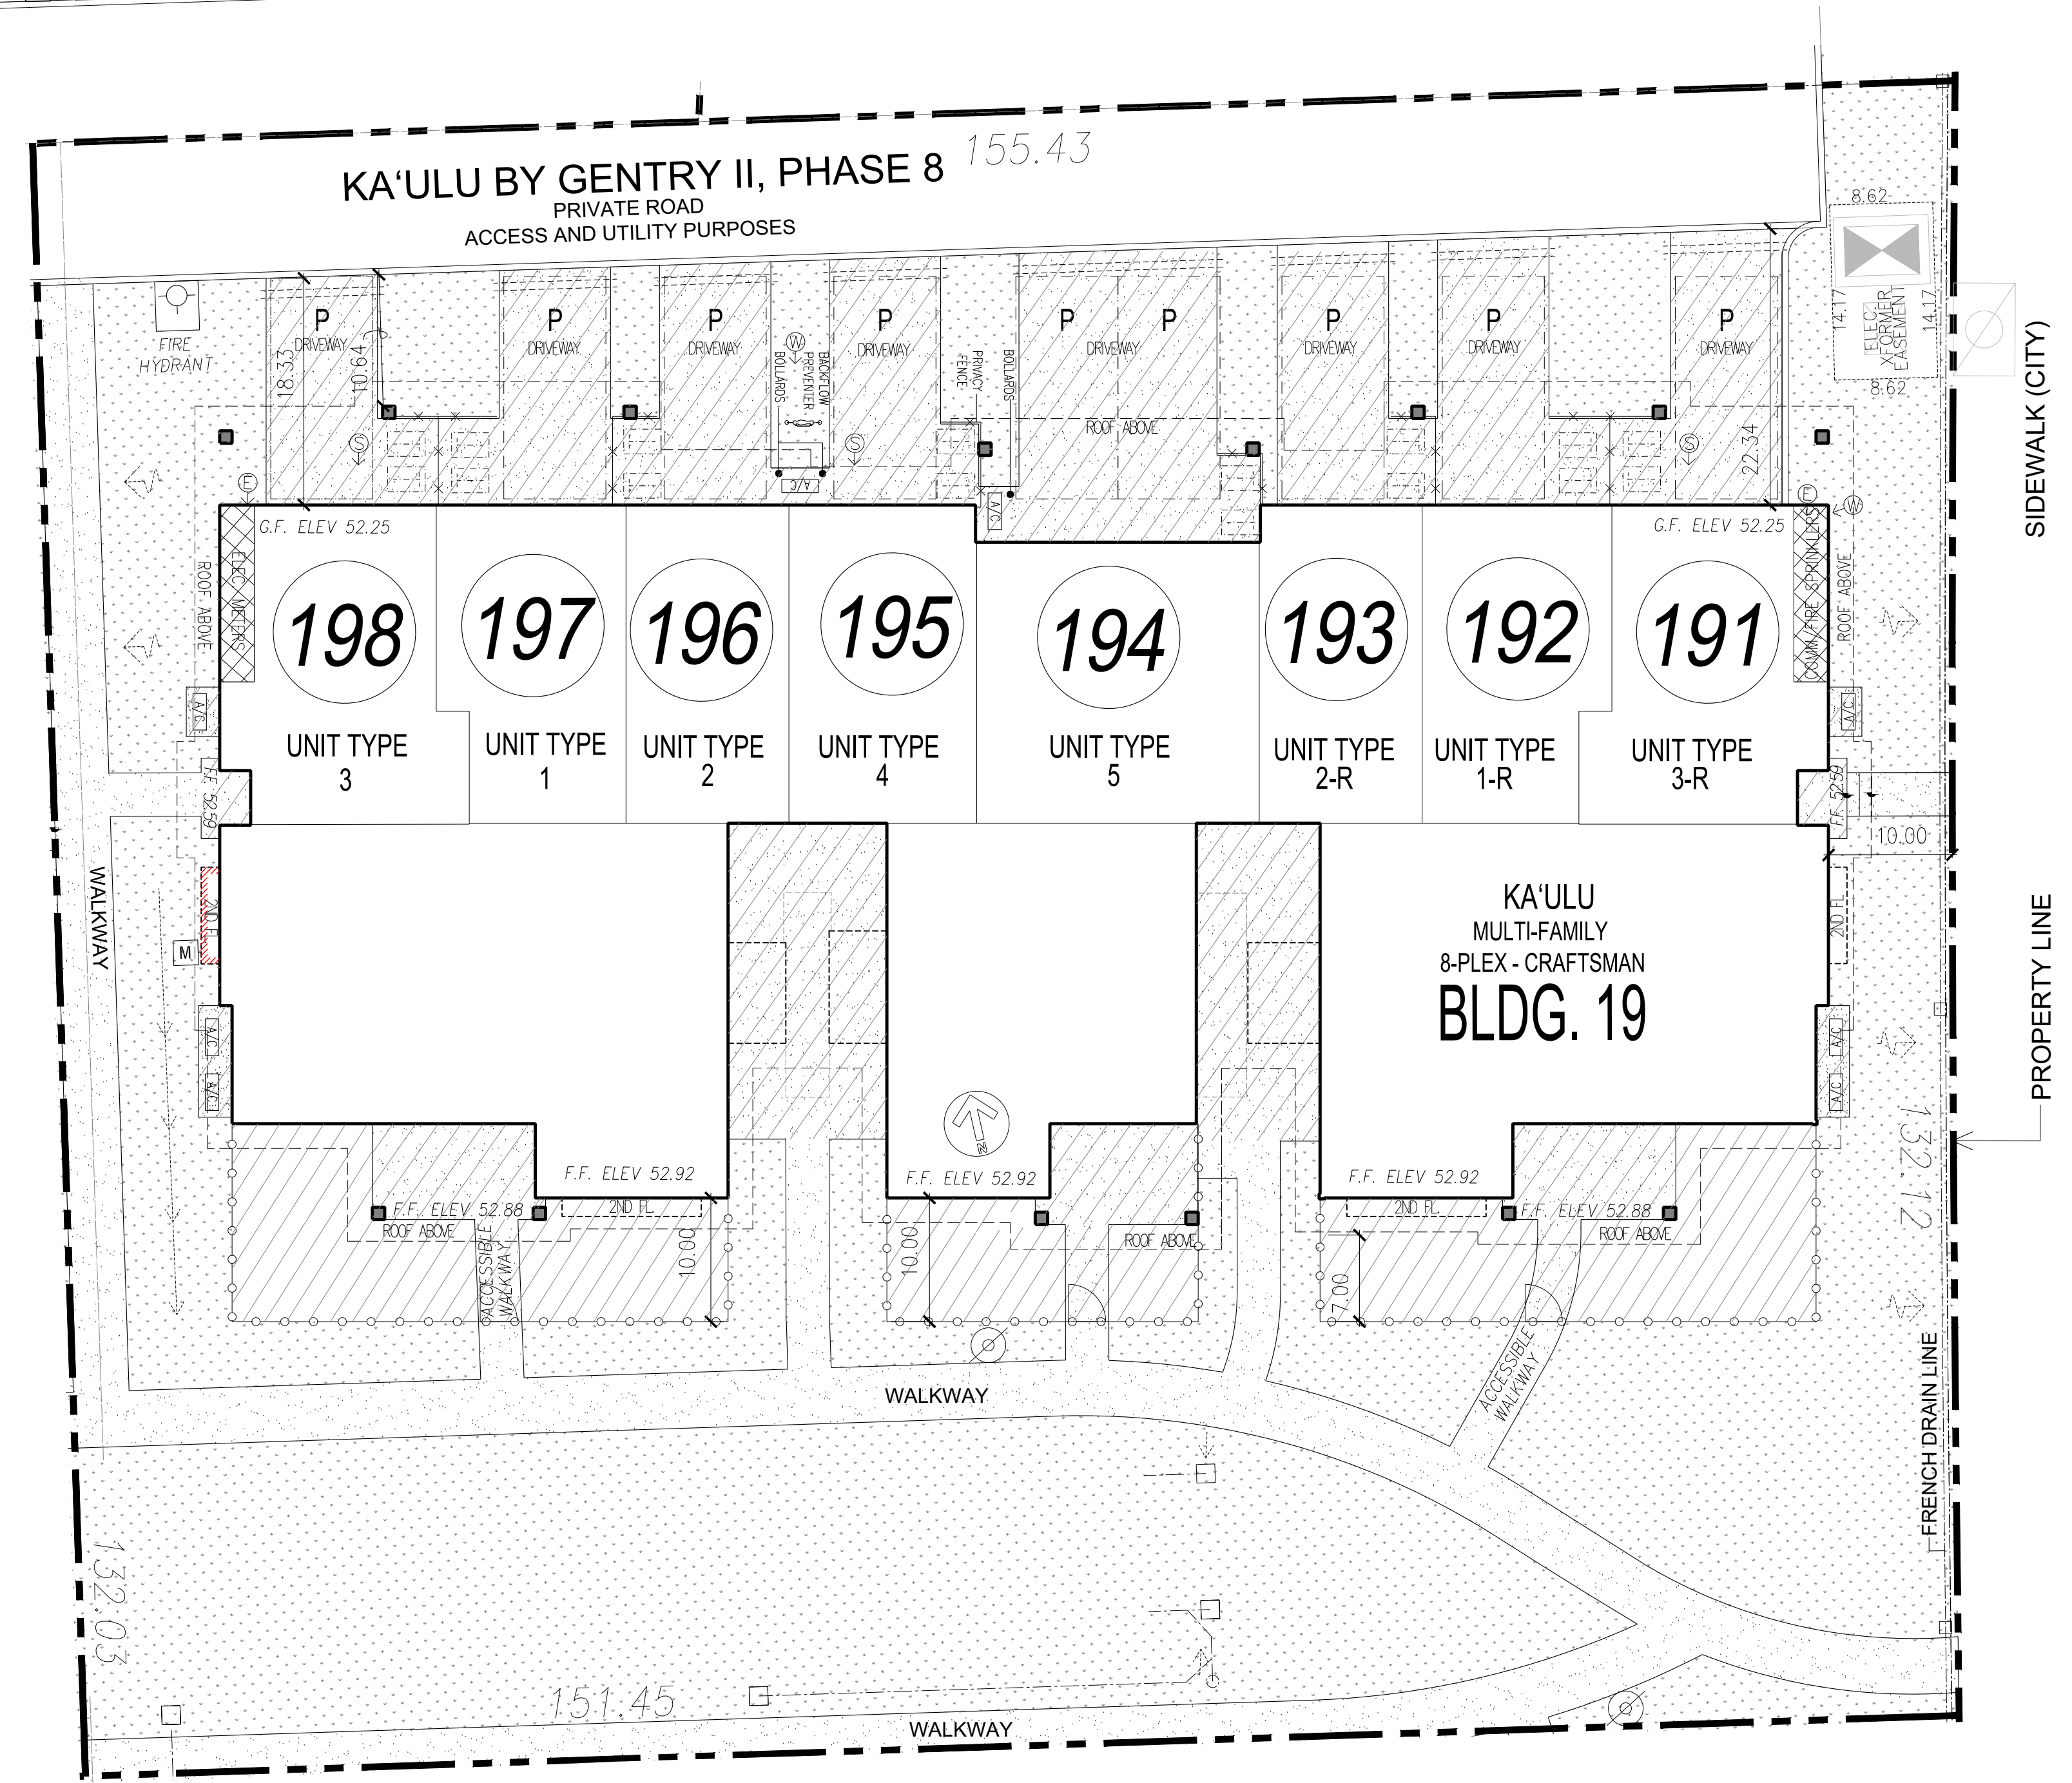 KA‘ULU BY GENTRY II, PHASE 8
155.43
PRIVATE ROAD
ACCESS AND UTILITY PURPOSES
8.62
14.17
ELEC.
XFORMER
EASEMENT
14.17
8.62
SIDEWALK (CITY)
FIRE
HYDRANT
P
DRIVEWAY
18.33
10.64
P
DRIVEWAY
P
DRIVEWAY
W
BOLLARDS
BACKFLOW
PREVENTER
P
DRIVEWAY
PRIVACY
FENCE
BOLLARDS
P
P
DRIVEWAY
ROOF ABOVE
P
DRIVEWAY
P
DRIVEWAY
P
DRIVEWAY
22.34
S
S
S
E
A/C
A/C
E
W
G.F. ELEV 52.25
G.F. ELEV 52.25
ROOF ABOVE
ELEC METERS
COMM/FIRE SPRINKLERS
ROOF ABOVE
198
197
196
195
194
193
192
191
A/C
A/C
UNIT TYPE
3
UNIT TYPE
1
UNIT TYPE
2
UNIT TYPE
4
UNIT TYPE
5
UNIT TYPE
2-R
UNIT TYPE
1-R
UNIT TYPE
3-R
F.F. 52.59
F.F. 52.59
10.00
WALKWAY
2ND FL.
M
KA‘ULU
MULTI-FAMILY
8-PLEX - CRAFTSMAN
BLDG. 19
2ND FL.
PROPERTY LINE
A/C
A/C
A/C
A/C
N
132.12
F.F. ELEV 52.92
F.F. ELEV 52.92
F.F. ELEV 52.92
F.F. ELEV 52.88
ROOF ABOVE
2ND FL.
ACCESSIBLE
WALKWAY
10.00
10.00
ROOF ABOVE
2ND FL.
F.F. ELEV 52.88
ROOF ABOVE
7.00
ACCESSIBLE
WALKWAY
FRENCH DRAIN LINE
WALKWAY
132.03
151.45
WALKWAY